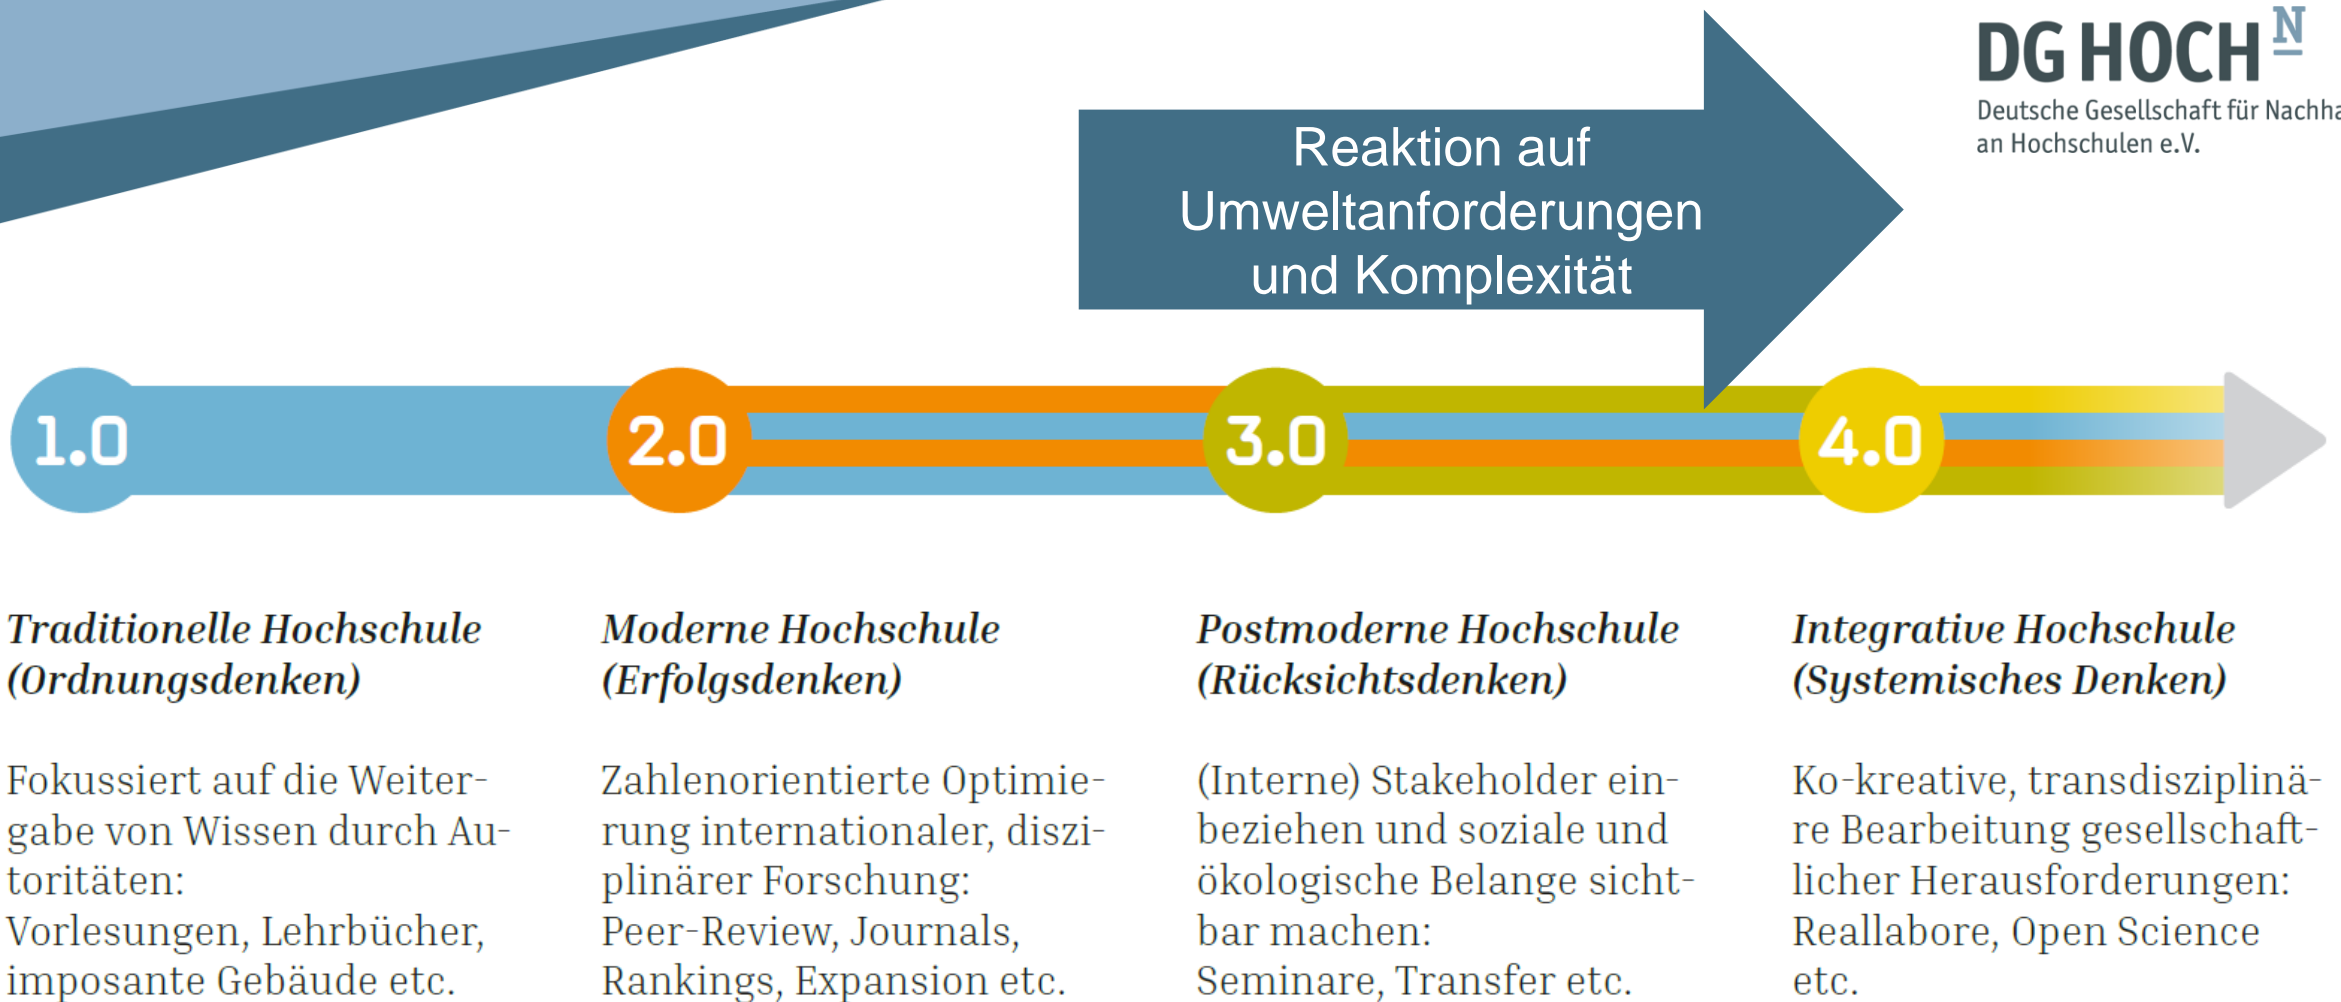 DG HOCH N
Deutsche Gesellschaft für
an Hochschulen e.V.
Reaktion auf
Umweltanforderungen
und Komplexität
1.0
2.0
3.0
4.0
Traditionelle Hochschule
(Ordnungsdenken)
Fokussiert auf die Weiter-
gabe von Wissen durch Au-
toritäten:
Vorlesungen, Lehrbücher,
imposante Gebäude etc.
Moderne Hochschule
(Erfolgsdenken)
Zahlenorientierte Optimie-
rung internationaler, diszi-
plinärer Forschung:
Peer-Review, Journals,
Rankings, Expansion etc.
Postmoderne Hochschule
(Rücksichtsdenken)
(Interne) Stakeholder ein-
beziehen und soziale und
ökologische Belange sicht-
bar machen:
Seminare, Transfer etc.
Integrative Hochschule
(Systemisches Denken)
Ko-kreative, transdisziplinä-
re Bearbeitung gesellschaft-
licher Herausforderungen:
Reallabore, Open Science
etc.